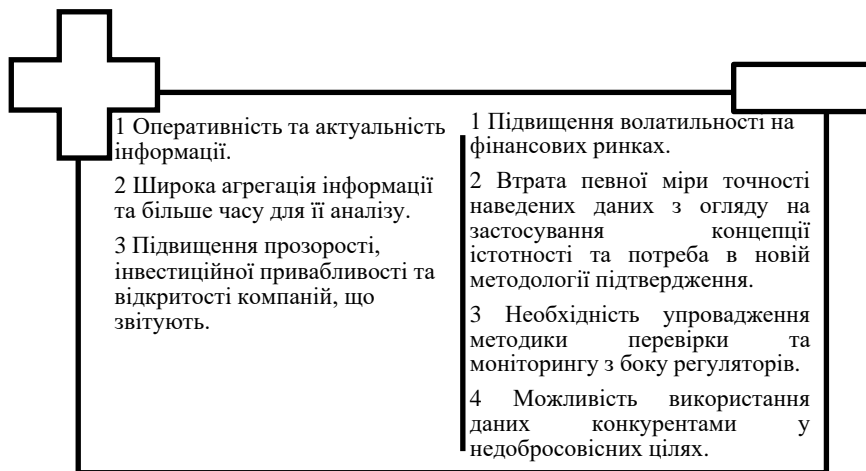 1 Оперативність та актуальність
інформації.
2 Широка агрегація інформації
та більше часу для її аналізу.
3 Підвищення прозорості,
інвестиційної привабливості та
відкритості компаній, що
звітують.
1 Підвищення волатильності на
фінансових ринках.
2 Втрата певної міри точності
наведених даних з огляду на
застосування концепції
істотності та потреба в новій
методології підтвердження.
3 Необхідність упровадження
методики перевірки та
моніторингу з боку регуляторів.
4 Можливість використання
даних конкурентами у
недобросовісних цілях.